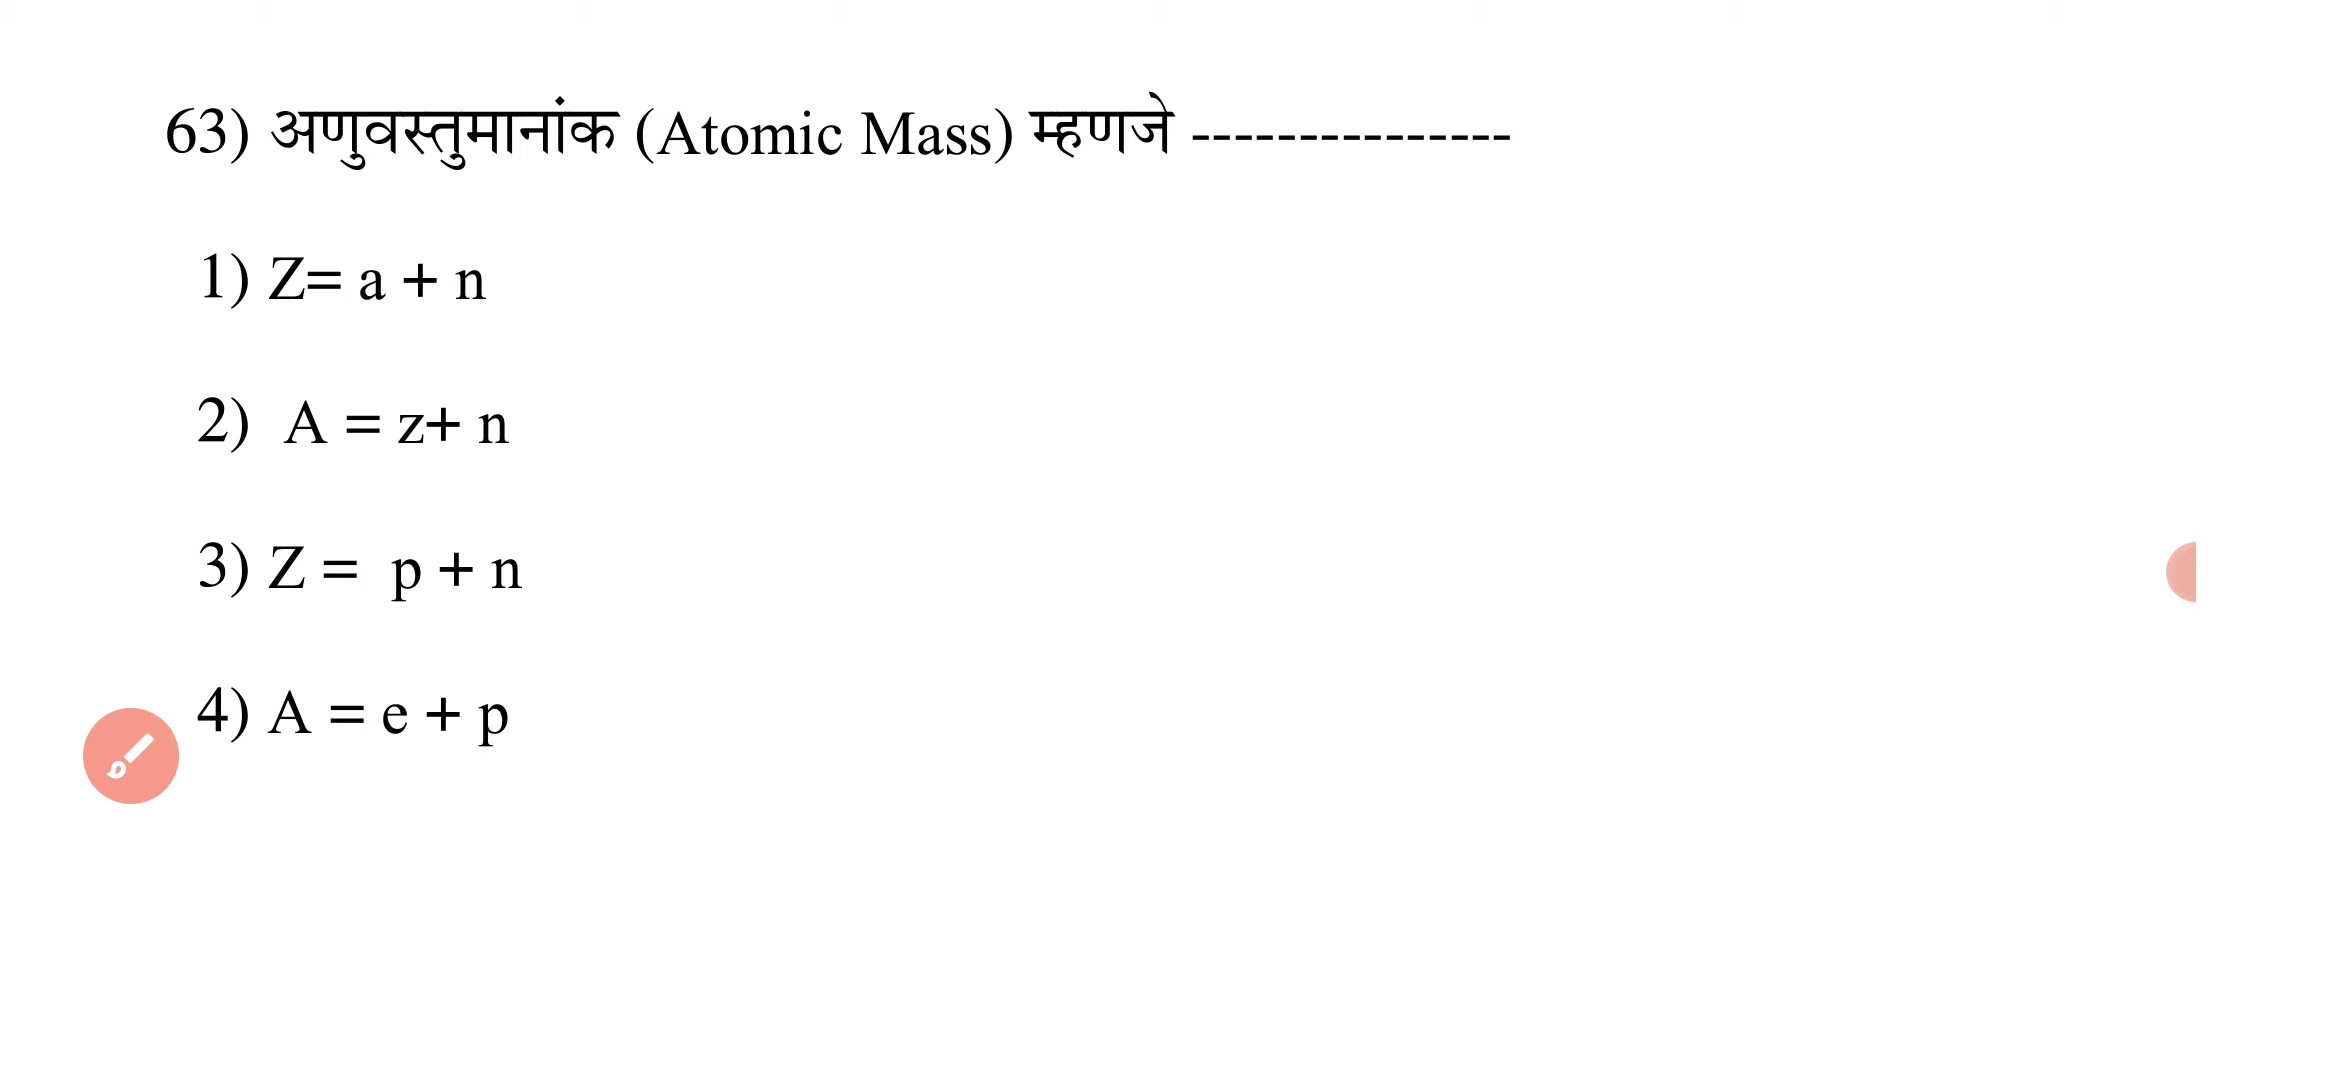 63) अणुवस्तुमानांक (Atomic Mass) म्हणजे ---------------
1) Z= a + n
2) A = z+ n
3) Z = p + n
4) A = e + p